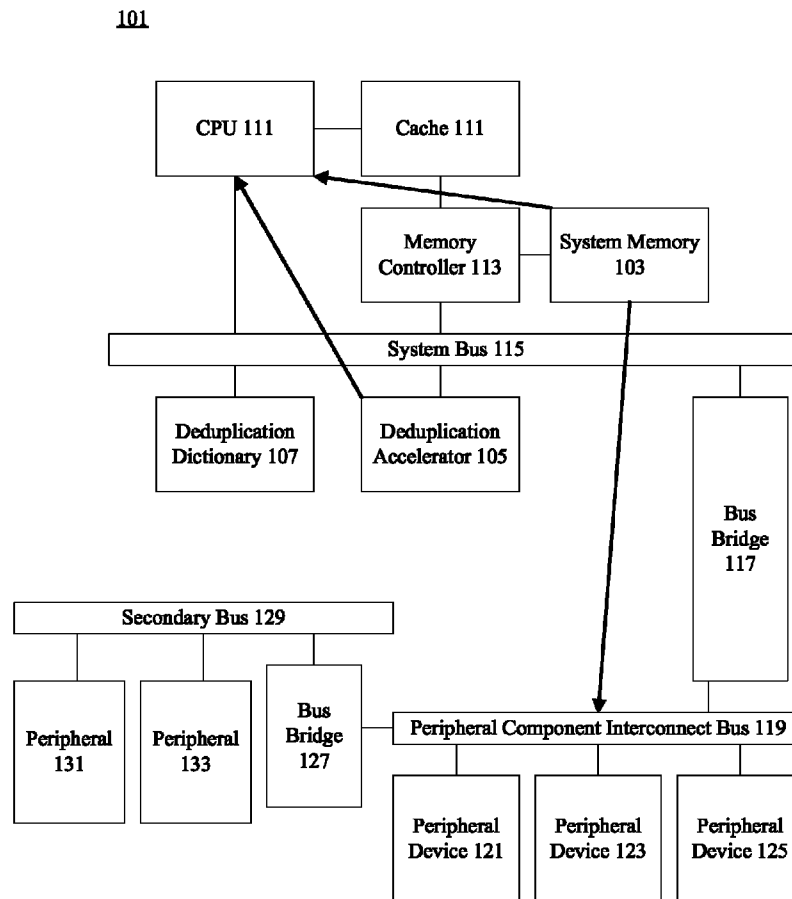 101
CPU 111
Cache 111
Memory
Controller 113
System Memory
103
System Bus 115
Deduplication
Dictionary 107
Deduplication
Accelerator 105
Bus
Bridge
117
Secondary Bus 129
Peripheral
131
Peripheral
133
Bus
Bridge
127
Peripheral Component Interconnect Bus 119
Peripheral
Device 121
Peripheral
Device 123
Peripheral
Device 125